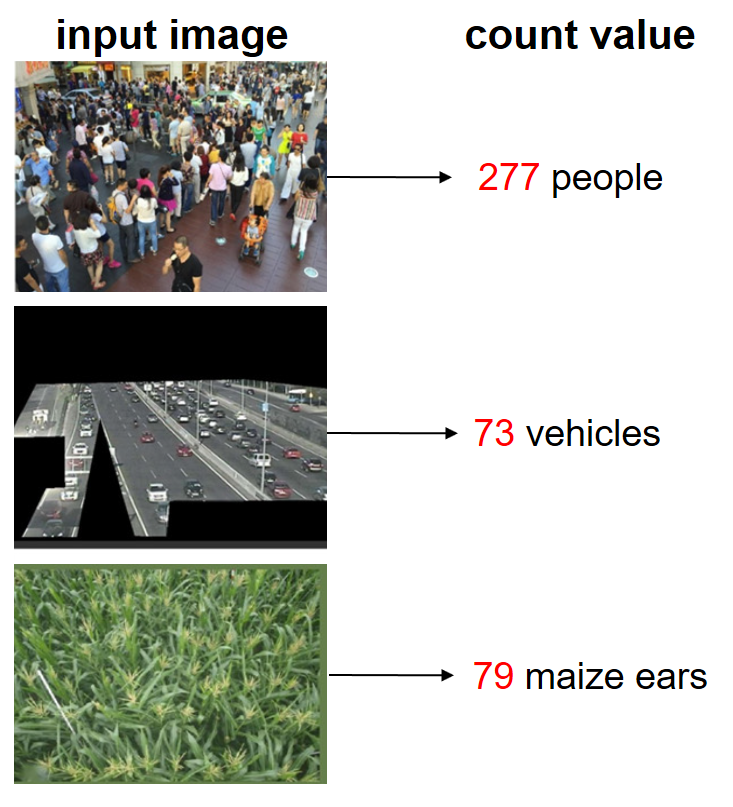 input image
count value
277 people
73 vehicles
79 maize ears